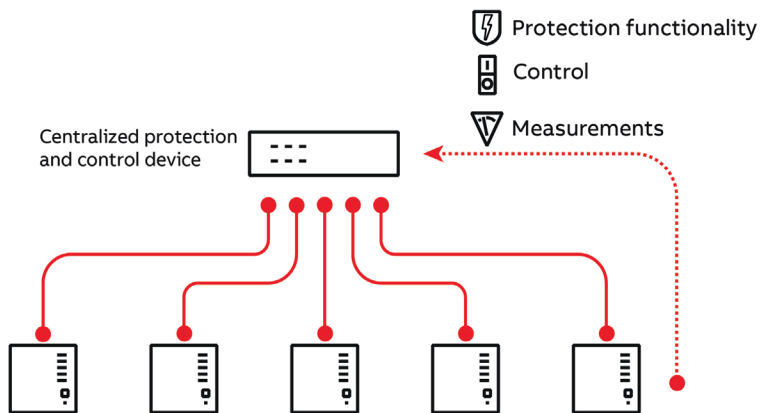 Protection functionality
Control
Measurements
Centralized protection
and control device